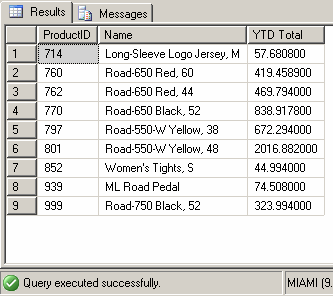 Results Messages
ProductID Name YTD Total
1 714 Long-Sleeve Logo Jersey, M 57.680800
2 760 Road-650 Red, 60 419.458900
3 762 Road-650 Red, 44 469.794000
4 770 Road-650 Black, 52 838.917800
5 797 Road-550-W Yellow, 38 672.294000
6 801 Road-550-W Yellow, 48 2016.882000
7 852 Women's Tights, S 44.994000
8 939 ML Road Pedal 74.508000
9 999 Road-750 Black, 52 323.994000
Query executed successfully. MIAMI (9.